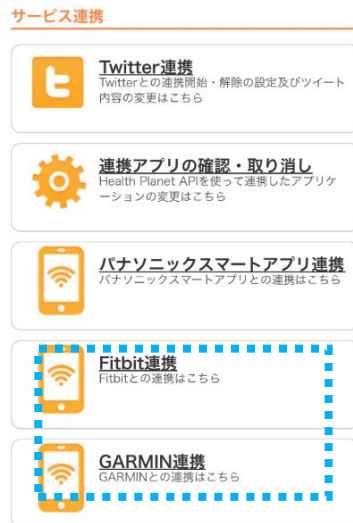 サービス連携
Twitter連携
Twitterとの連携開始・解除の設定及びツイート
内容の変更はこちら
連携アプリの確認・取り消し
Health Planet APIを使って連携したアプリケ
ーションの変更はこちら
パナソニックスマートアプリ連携
パナソニックスマートアプリとの連携はこちら
Fitbit連携
Fitbitとの連携はこちら
GARMIN連携
GARMINとの連携はこちら